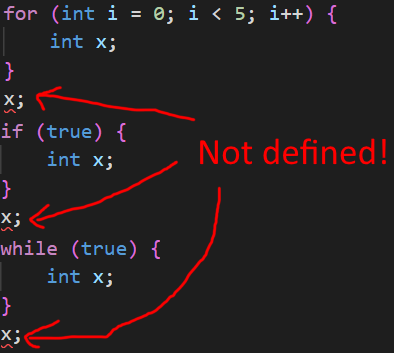 for (int i = 0; i < 5; i++) {
int x;
}
x;
if (true) {
int x;
Not defined!
}
x;
while (true) {
int x;
}
x;